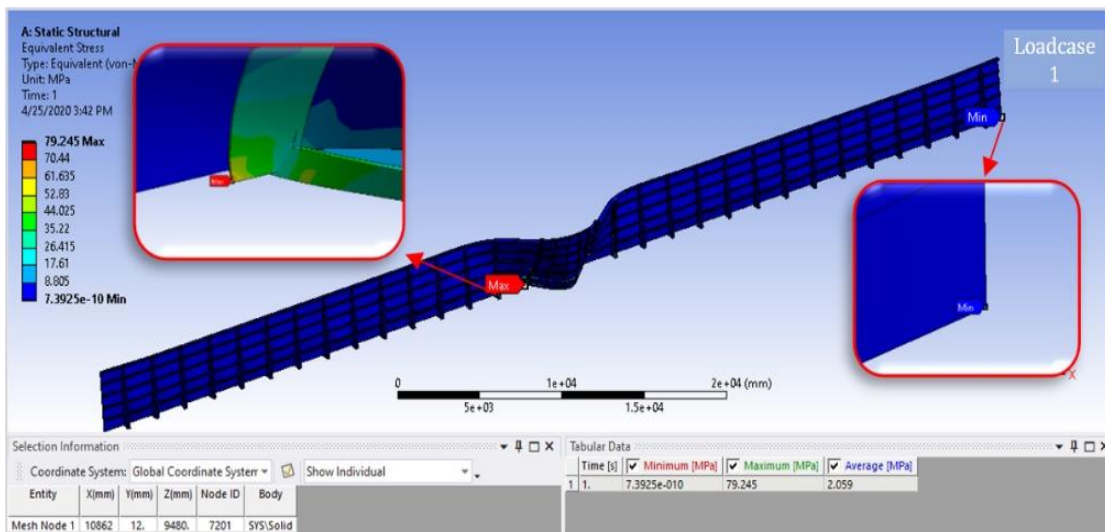 A: Static Structural
Equivalent Stress
Type: Equivalent (von-M
Unit: MPa
Time: 1
4/25/2020 3:42 PM
79.245 Max
70.44
61.635
52.83
44.025
35.22
26.415
17.61
8.805
7.3925e-10 Min
Max
Loadcase
1
Min
Max
Min
X
0 1e+04 2e+04 (mm)
5e+03 1.5e+04
Selection Information
Coordinate System: Global Coordinate System Show Individual
Entity X(mm) Y(mm) Z(mm) Node ID Body
Mesh Node 1 10862 12. 9480. 7201 SYS\Solid
Tabular Data
Time [s] Minimum [MPa] Maximum [MPa] Average [MPa]
1 1. 7.3925e-010 79.245 2.059